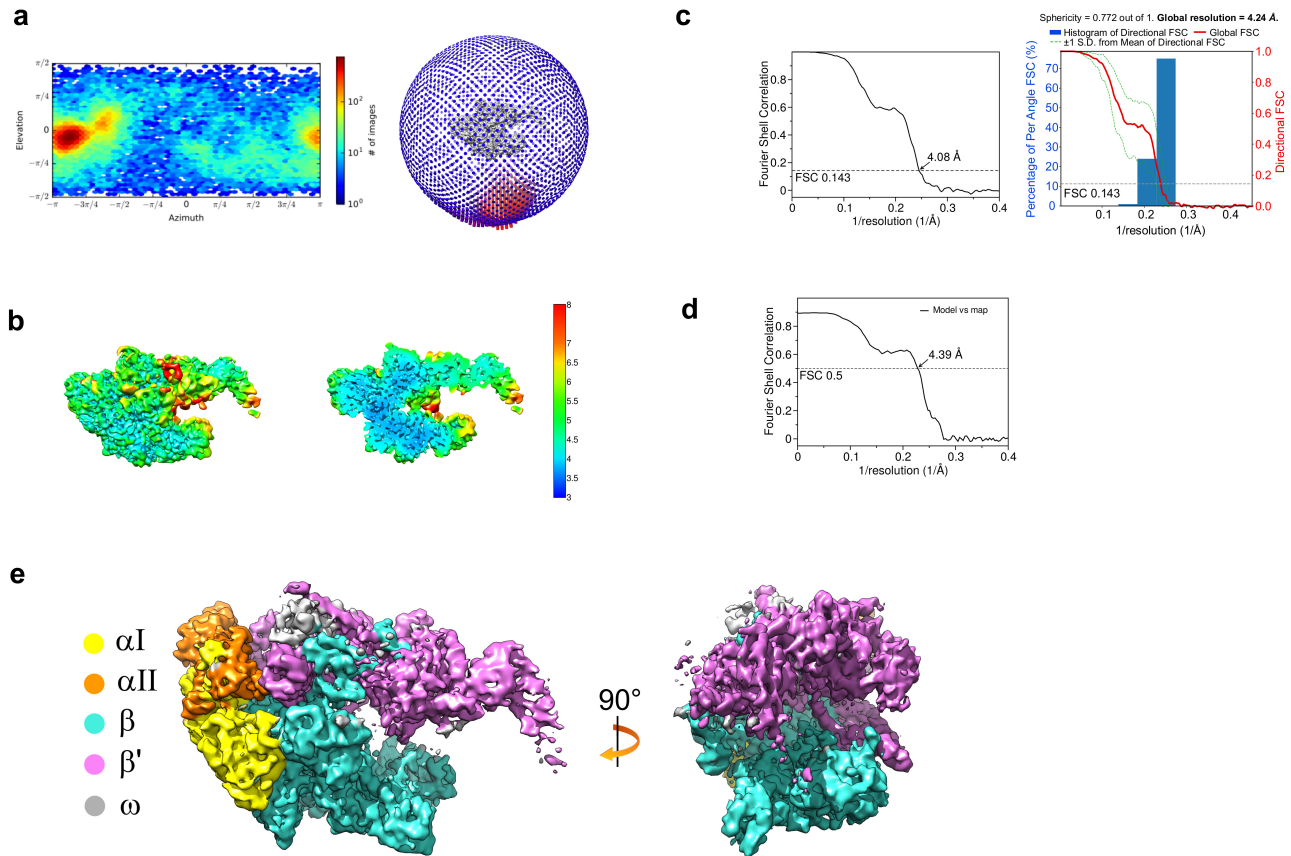 a
π/2
π/4
0
−π/4
−π/2
Elevation
−π
−3π/4
−π/2
−π/4
0
π/4
π/2
3π/4
π
Azimuth
10²
10¹
10⁰
# of images
c
Fourier Shell Correlation
0.8
0.6
0.4
0.2
0
4.08 Å
FSC 0.143
0
0.1
0.2
0.3
0.4
1/resolution (1/Å)
Sphericity = 0.772 out of 1. Global resolution = 4.24 Å.
Histogram of Directional FSC
Global FSC
±1 S.D. from Mean of Directional FSC
Percentage of Per Angle FSC (%)
70
60
50
40
30
20
10
0
FSC 0.143
1.0
0.8
0.6
0.4
0.2
0.0
Directional FSC
0.1
0.2
0.3
0.4
1/resolution (1/Å)
b
8
7
6.5
6
5.5
5
4.5
4
3.5
3
d
Fourier Shell Correlation
0.8
0.6
0.4
0.2
0
Model vs map
4.39 Å
FSC 0.5
0
0.1
0.2
0.3
0.4
1/resolution (1/Å)
e
αI
αII
β
β'
ω
90°